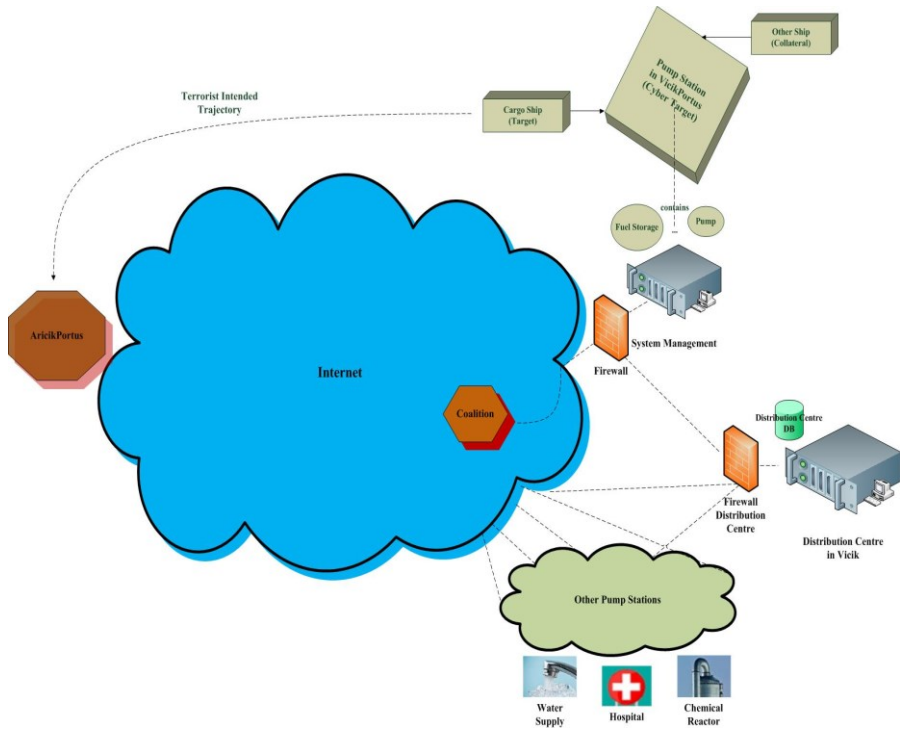 Other Ship
(Collateral)
Pump Station
in VicikPortus
(Cyber Target)
Terrorist Intended
Trajectory
Cargo Ship
(Target)
contains
Fuel Storage
Pump
...
AricikPortus
Internet
System Management
Firewall
Coalition
Distribution Centre
DB
Firewall
Distribution
Centre
Distribution Centre
in Vicik
Other Pump Stations
Water
Supply
Hospital
Chemical
Reactor